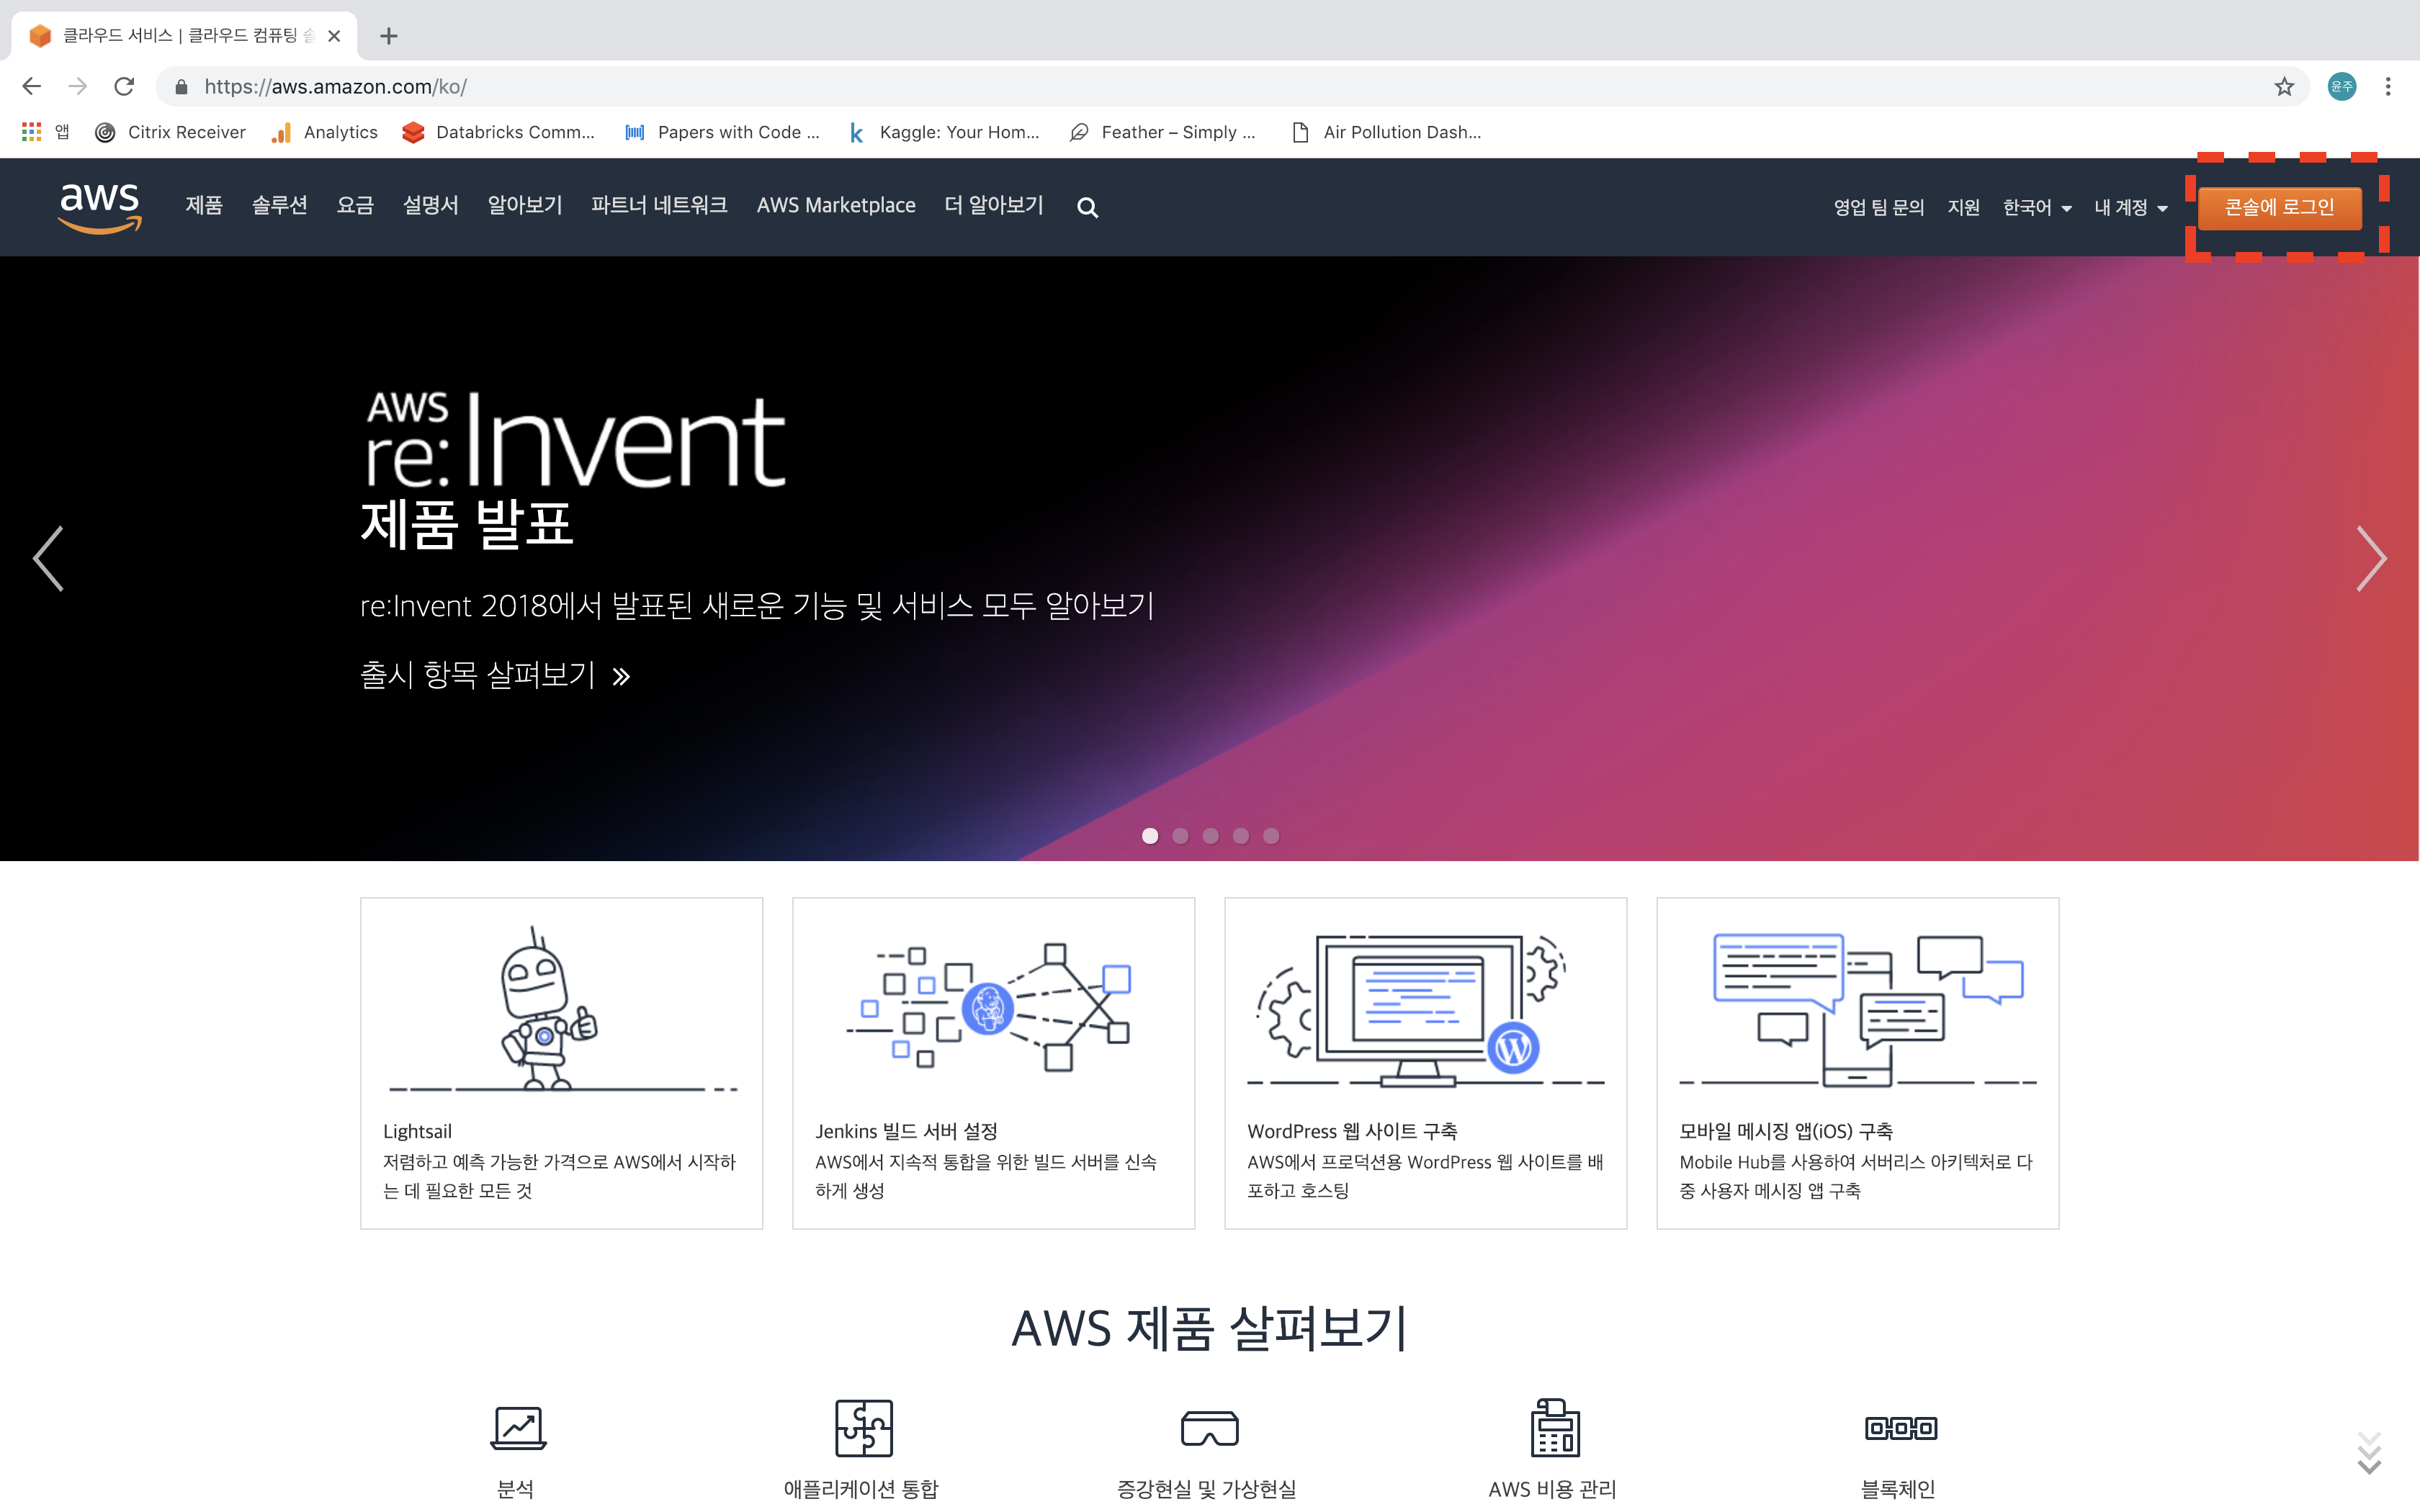 클라우드 서비스 | 클라우드 컴퓨팅
https://aws.amazon.com/ko/
윤주
앱
Citrix Receiver
Analytics
Databricks Comm...
Papers with Code ...
Kaggle: Your Hom...
Feather – Simply ...
Air Pollution Dash...
aws
제품
솔루션
요금
설명서
알아보기
파트너 네트워크
AWS Marketplace
더 알아보기
영업 팀 문의
지원
한국어
내 계정
콘솔에 로그인
AWS
re:Invent
제품 발표
re:Invent 2018에서 발표된 새로운 기능 및 서비스 모두 알아보기
출시 항목 살펴보기 »
Lightsail
저렴하고 예측 가능한 가격으로 AWS에서 시작하
는 데 필요한 모든 것
Jenkins 빌드 서버 설정
AWS에서 지속적 통합을 위한 빌드 서버를 신속
하게 생성
WordPress 웹 사이트 구축
AWS에서 프로덕션용 WordPress 웹 사이트를 배
포하고 호스팅
모바일 메시징 앱(iOS) 구축
Mobile Hub를 사용하여 서버리스 아키텍처로 다
중 사용자 메시징 앱 구축
AWS 제품 살펴보기
분석
애플리케이션 통합
증강현실 및 가상현실
AWS 비용 관리
블록체인